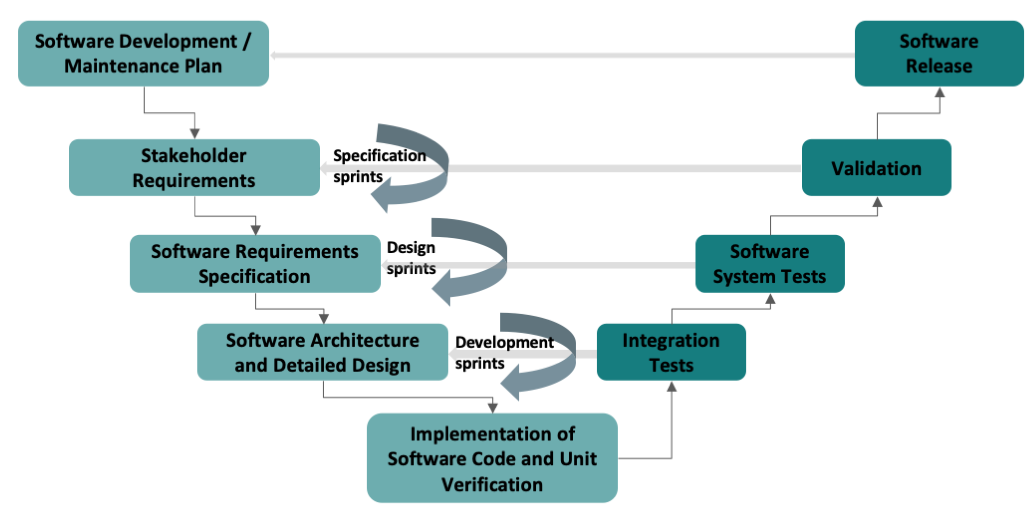 Software Development /
Maintenance Plan
Software
Release
Stakeholder
Requirements
Specification
sprints
Validation
Software Requirements
Specification
Design
sprints
Software
System Tests
Software Architecture
and Detailed Design
Development
sprints
Integration
Tests
Implementation of
Software Code and Unit
Verification